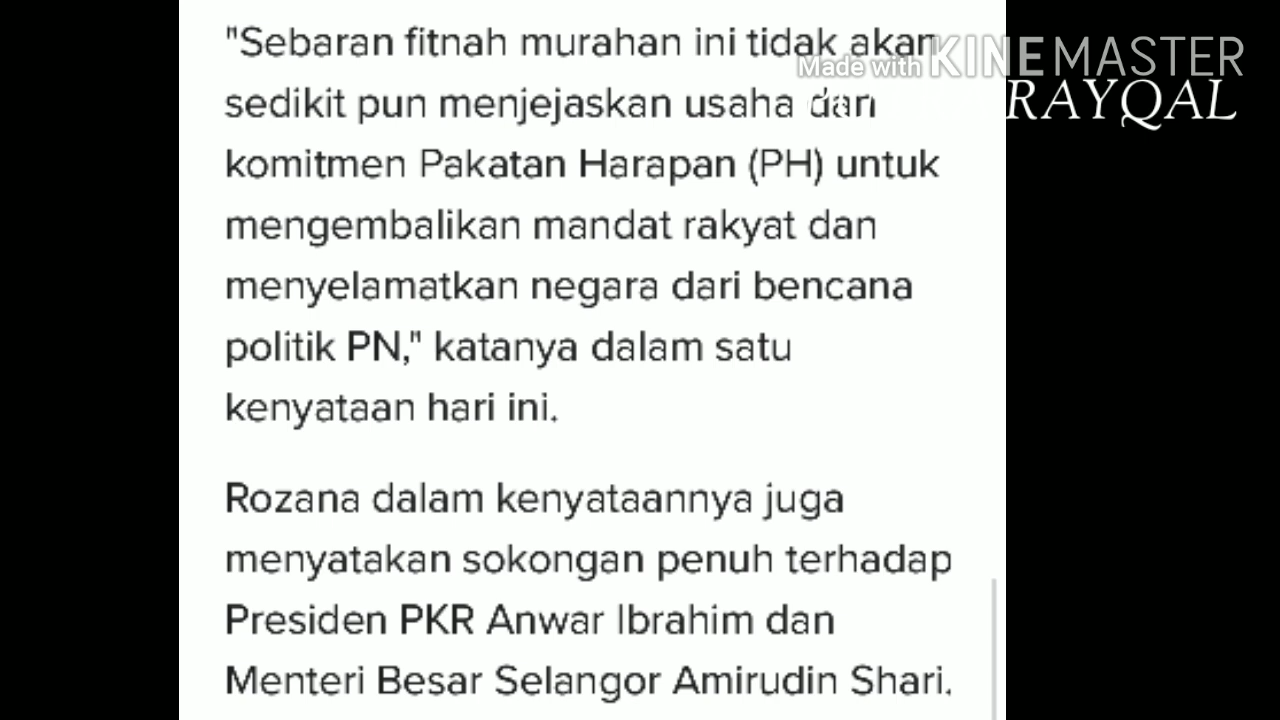 "Sebaran fitnah murahan ini tidak akan
Made with KINEMASTER
sedikit pun menjejaskan usaha dan
RAYQAL
komitmen Pakatan Harapan (PH) untuk
mengembalikan mandat rakyat dan
menyelamatkan negara dari bencana
politik PN," katanya dalam satu
kenyataan hari ini.
Rozana dalam kenyataannya juga
menyatakan sokongan penuh terhadap
Presiden PKR Anwar Ibrahim dan
Menteri Besar Selangor Amirudin Shari.